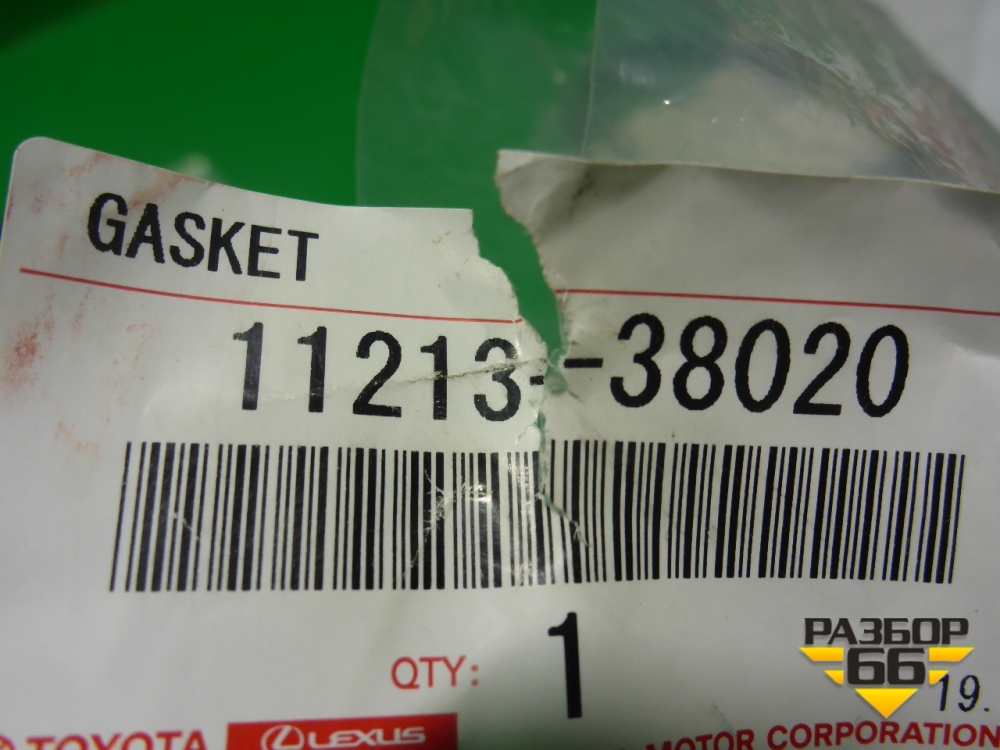 GASKET
11213-38020
QTY: 1
РАЗБОР
66
19.
TOYOTA LEXUS MOTOR CORPORATION